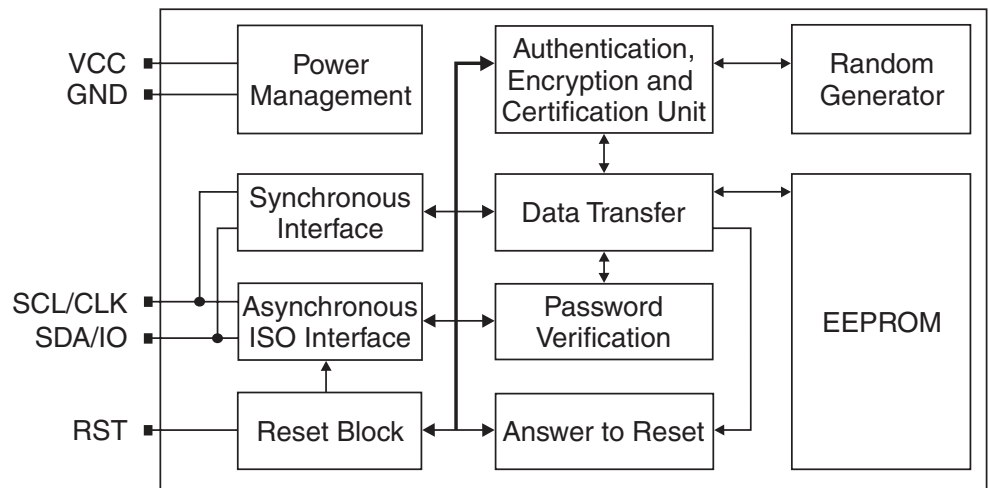 VCC
GND
Power
Management
Authentication,
Encryption and
Certification Unit
Random
Generator
Synchronous
Interface
Data Transfer
SCL/CLK
SDA/IO
Asynchronous
ISO Interface
Password
Verification
EEPROM
RST
Reset Block
Answer to Reset